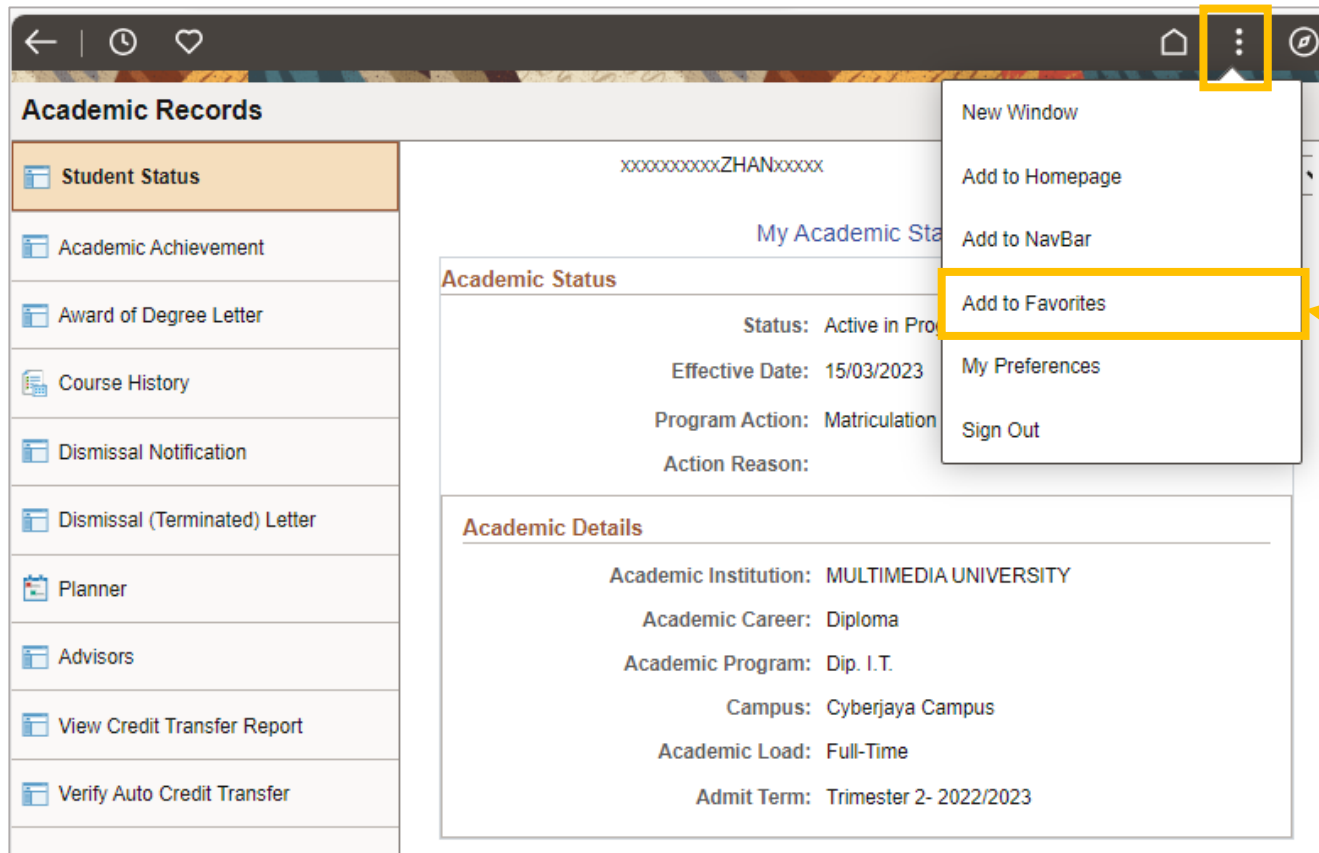 Academic Records
New Window
Add to Homepage
Add to NavBar
Add to Favorites
My Preferences
Sign Out
Student Status
Academic Achievement
Award of Degree Letter
Course History
Dismissal Notification
Dismissal (Terminated) Letter
Planner
Advisors
View Credit Transfer Report
Verify Auto Credit Transfer
xxxxxxxxxxZHANxxxxx
My Academic Sta
Academic Status
Status: Active in Pro
Effective Date: 15/03/2023
Program Action: Matriculation
Action Reason:
Academic Details
Academic Institution: MULTIMEDIA UNIVERSITY
Academic Career: Diploma
Academic Program: Dip. I.T.
Campus: Cyberjaya Campus
Academic Load: Full-Time
Admit Term: Trimester 2- 2022/2023